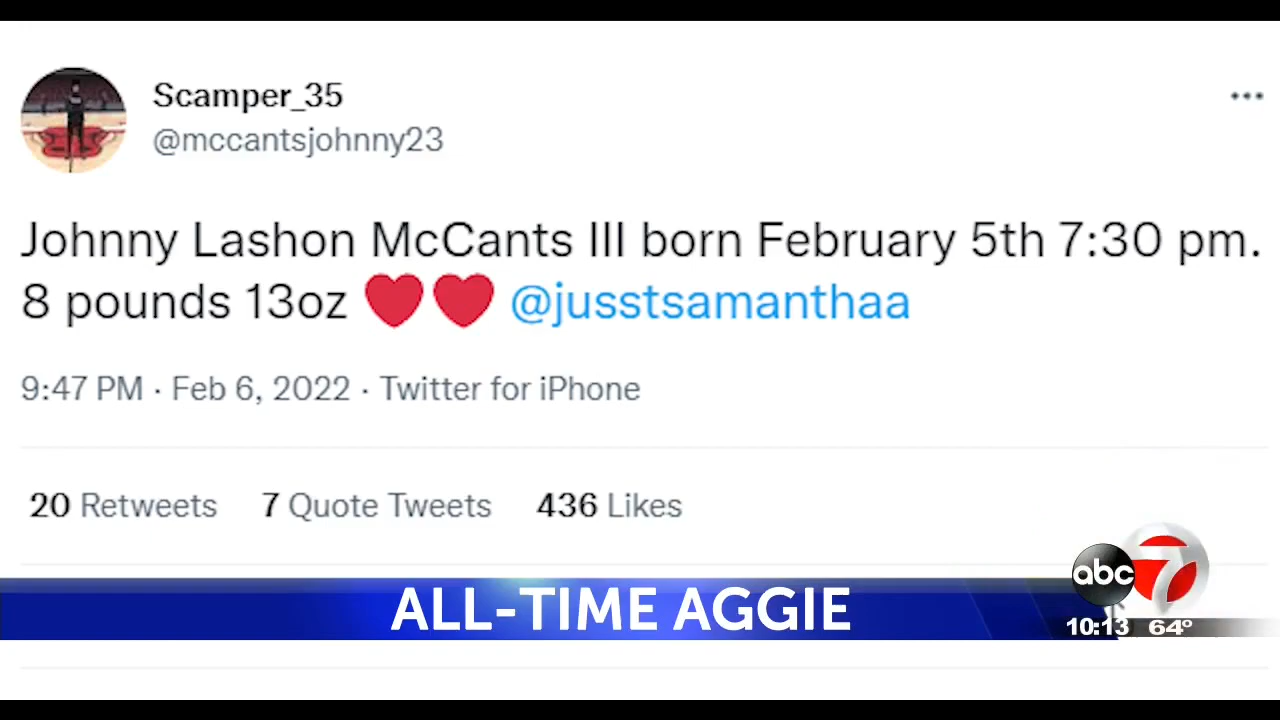 Scamper_35
@mccantsjohnny23
Johnny Lashon McCants III born February 5th 7:30 pm.
8 pounds 13oz ❤️❤️ @jusstsamanthaa
9:47 PM · Feb 6, 2022 · Twitter for iPhone
20 Retweets 7 Quote Tweets 436 Likes
abc 7
ALL-TIME AGGIE
10:13 64º